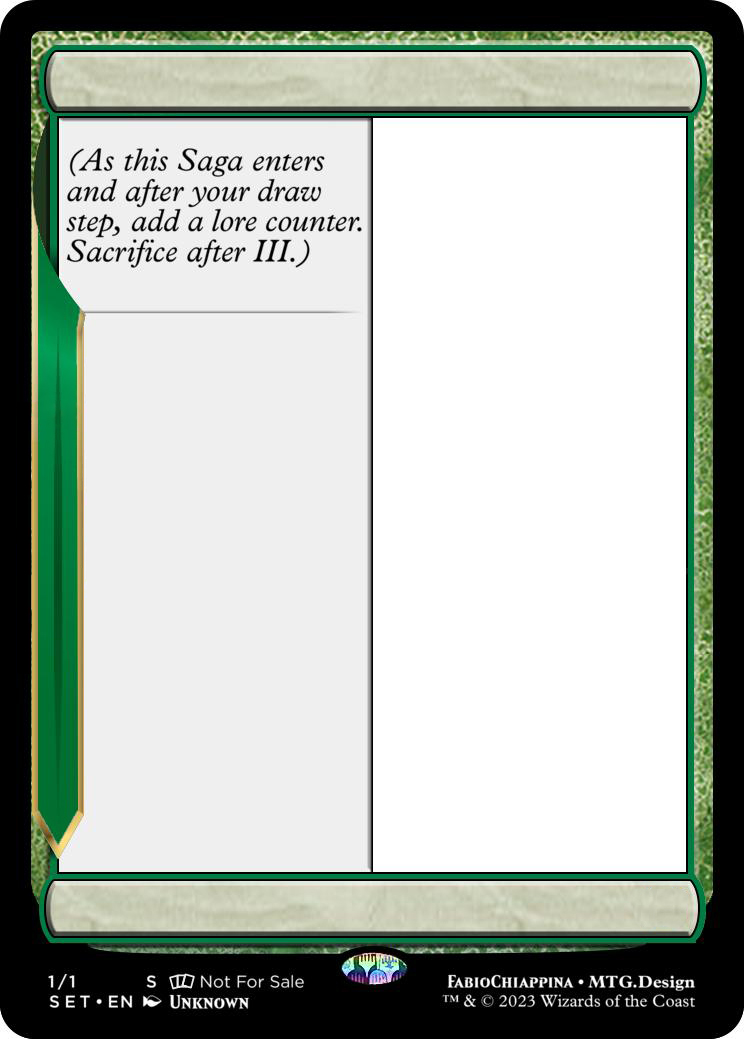 (As this Saga enters
and after your draw
step, add a lore counter.
Sacrifice after III.)
1/1 S Not For Sale
SET • EN Unknown
FabioChiappina • MTG.Design
™ & © 2023 Wizards of the Coast